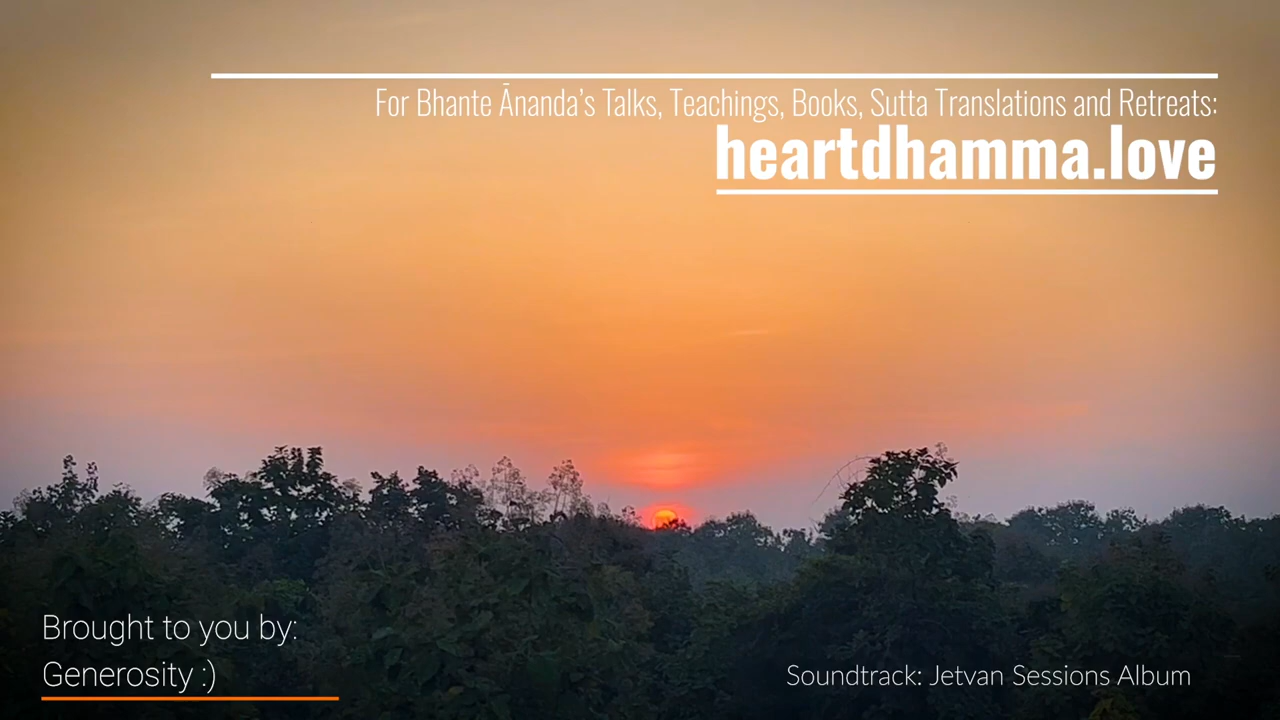 For Bhante Ānanda's Talks, Teachings, Books, Sutta Translations and Retreats:
heartdhamma.love
Brought to you by:
Generosity :)
Soundtrack: Jetvan Sessions Album